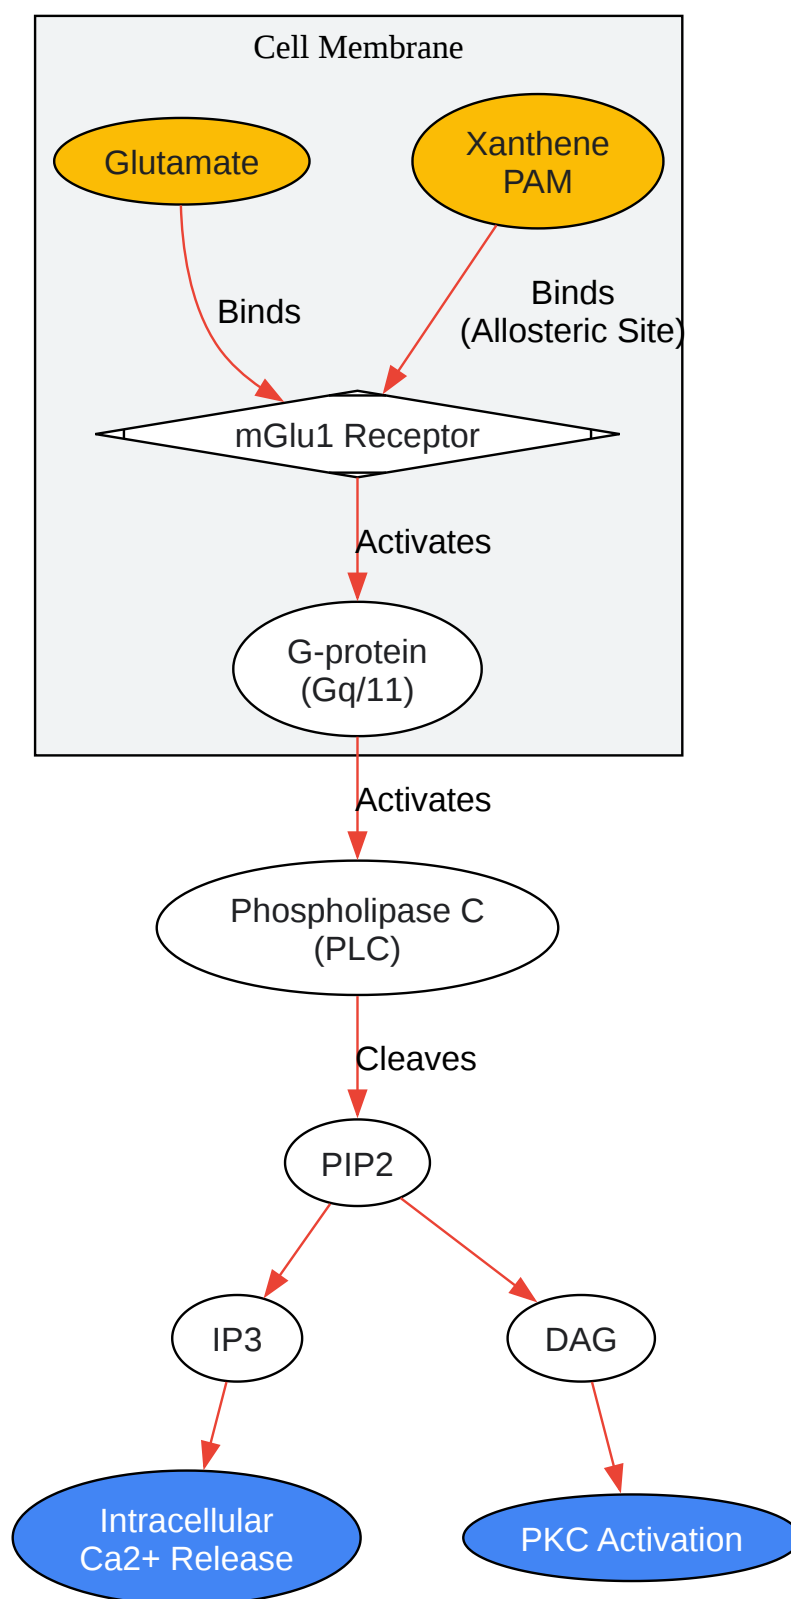 Cell Membrane
Glutamate
Xanthene
PAM
Binds
Binds
(Allosteric Site)
mGlu1 Receptor
Activates
G-protein
(Gq/11)
Activates
Phospholipase C
(PLC)
Cleaves
PIP2
IP3
DAG
Intracellular
Ca2+ Release
PKC Activation